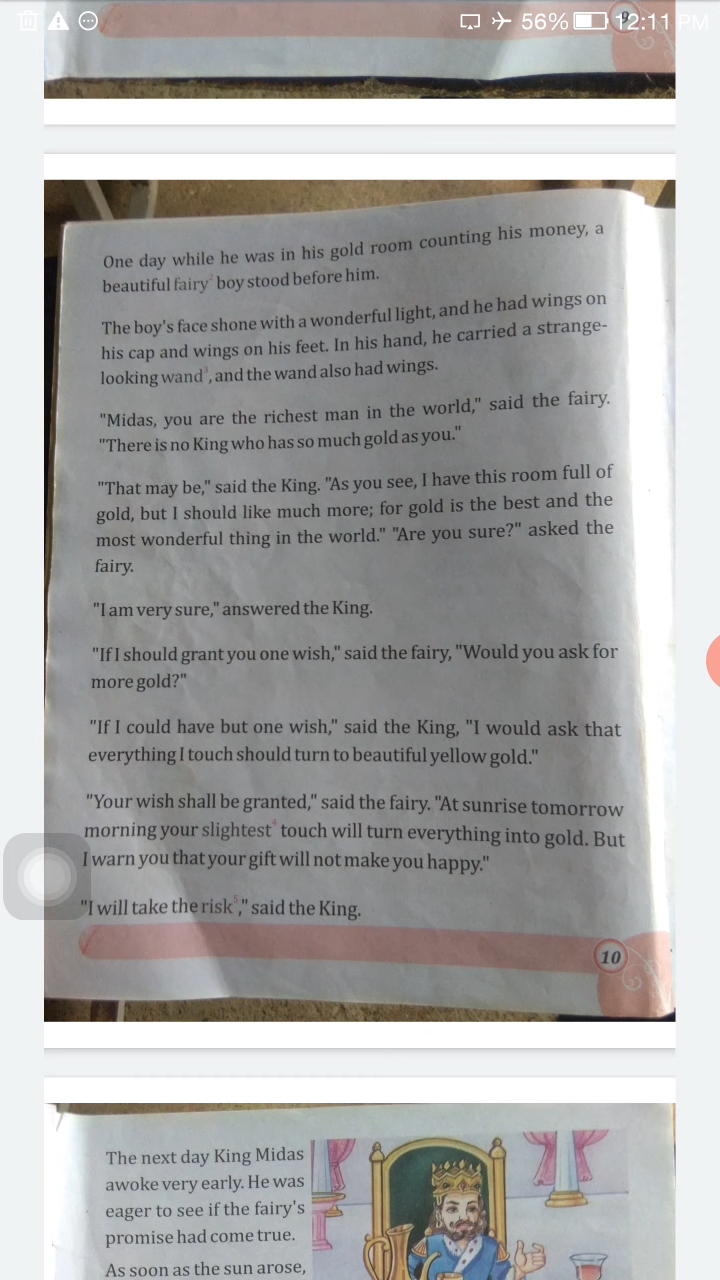 56% 12:11 PM
One day while he was in his gold room counting his money, a
beautiful fairy² boy stood before him.
The boy's face shone with a wonderful light, and he had wings on
his cap and wings on his feet. In his hand, he carried a strange-
looking wand³, and the wand also had wings.
"Midas, you are the richest man in the world," said the fairy.
"There is no King who has so much gold as you."
"That may be," said the King. "As you see, I have this room full of
gold, but I should like much more; for gold is the best and the
most wonderful thing in the world." "Are you sure?" asked the
fairy.
"I am very sure," answered the King.
"If I should grant you one wish," said the fairy, "Would you ask for
more gold?"
"If I could have but one wish," said the King, "I would ask that
everything I touch should turn to beautiful yellow gold."
"Your wish shall be granted," said the fairy. "At sunrise tomorrow
morning your slightest⁴ touch will turn everything into gold. But
I warn you that your gift will not make you happy."
"I will take the risk⁵," said the King.
10
The next day King Midas
awoke very early. He was
eager to see if the fairy's
promise had come true.
As soon as the sun arose,